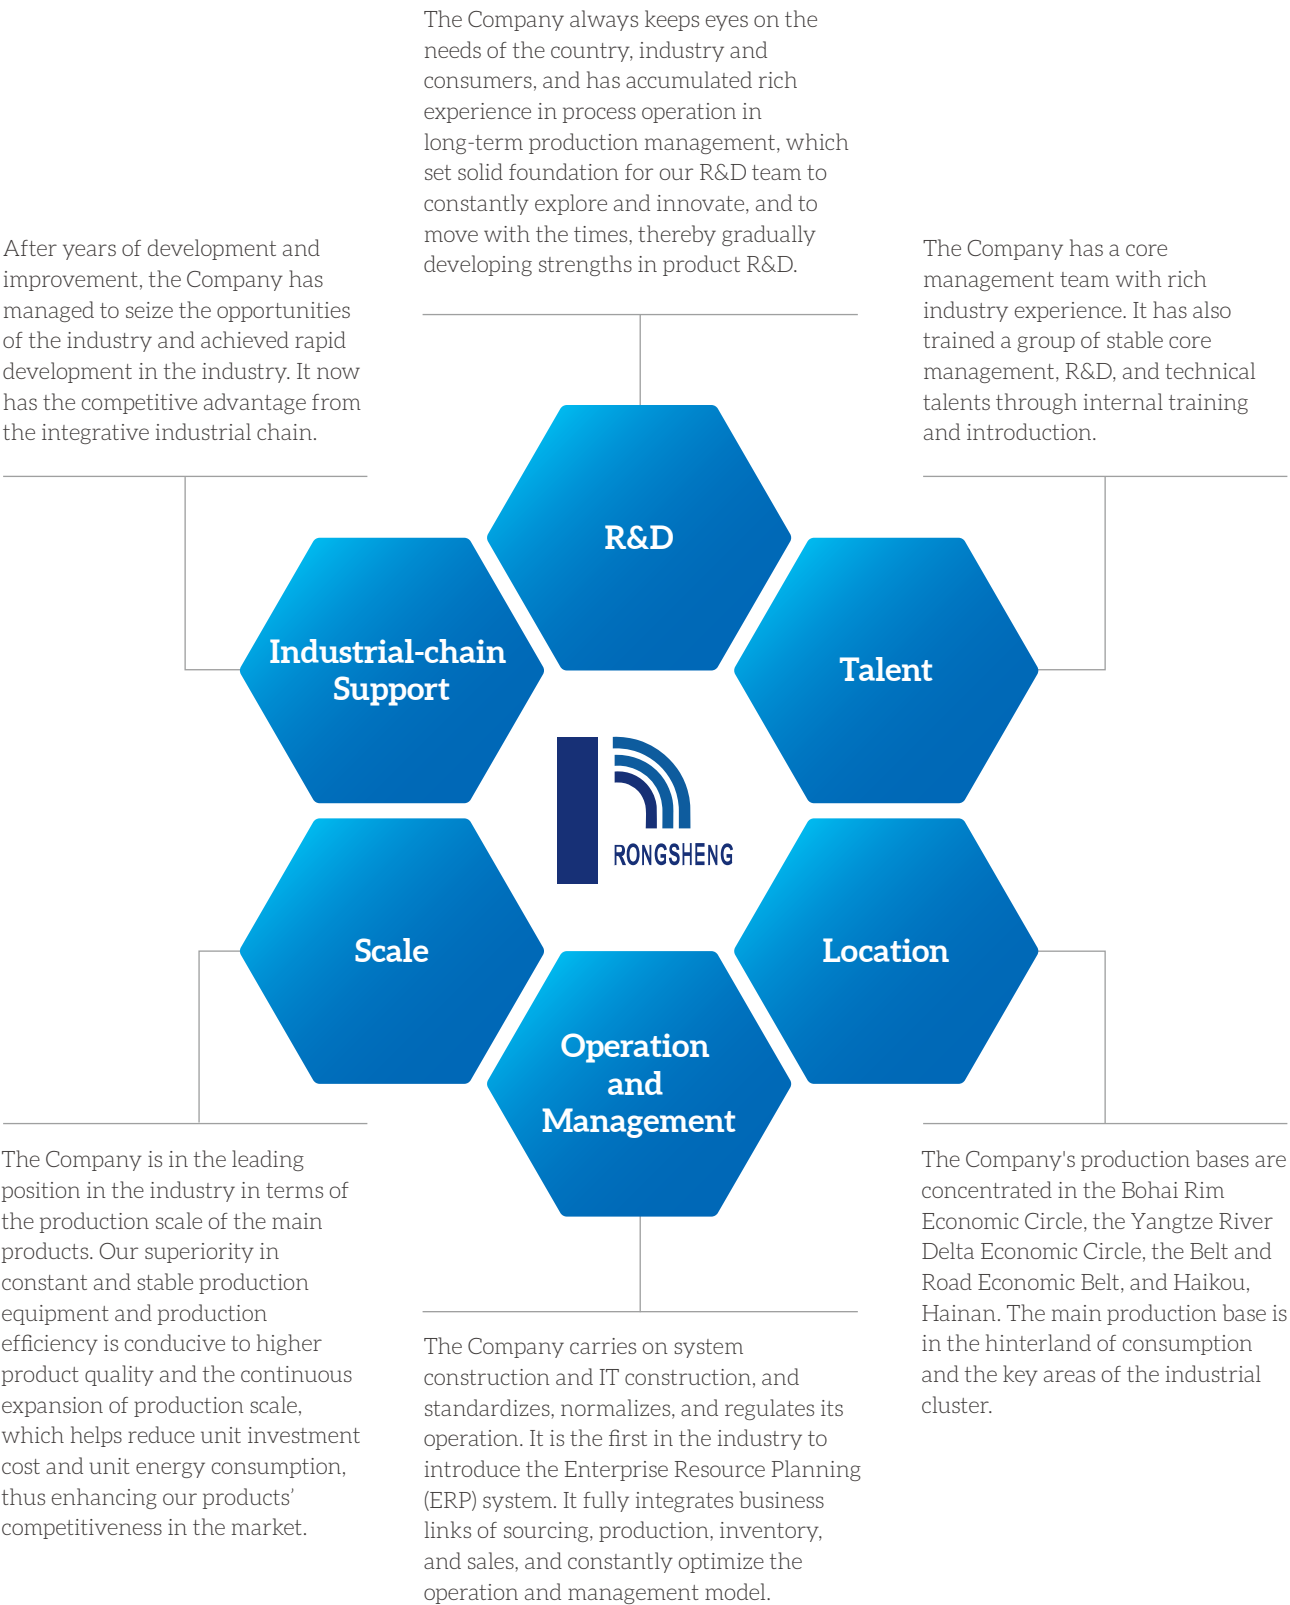 The Company always keeps eyes on the
needs of the country, industry and
consumers, and has accumulated rich
experience in process operation in
long-term production management, which
set solid foundation for our R&D team to
constantly explore and innovate, and to
move with the times, thereby gradually
developing strengths in product R&D.
After years of development and
improvement, the Company has
managed to seize the opportunities
of the industry and achieved rapid
development in the industry. It now
has the competitive advantage from
the integrative industrial chain.
The Company has a core
management team with rich
industry experience. It has also
trained a group of stable core
management, R&D, and technical
talents through internal training
and introduction.
R&D
Industrial-chain
Support
Talent
RONGSHENG
Scale
Location
Operation
and
Management
The Company is in the leading
position in the industry in terms of
the production scale of the main
products. Our superiority in
constant and stable production
equipment and production
efficiency is conducive to higher
product quality and the continuous
expansion of production scale,
which helps reduce unit investment
cost and unit energy consumption,
thus enhancing our products’
competitiveness in the market.
The Company carries on system
construction and IT construction, and
standardizes, normalizes, and regulates its
operation. It is the first in the industry to
introduce the Enterprise Resource Planning
(ERP) system. It fully integrates business
links of sourcing, production, inventory,
and sales, and constantly optimize the
operation and management model.
The Company's production bases are
concentrated in the Bohai Rim
Economic Circle, the Yangtze River
Delta Economic Circle, the Belt and
Road Economic Belt, and Haikou,
Hainan. The main production base is
in the hinterland of consumption
and the key areas of the industrial
cluster.